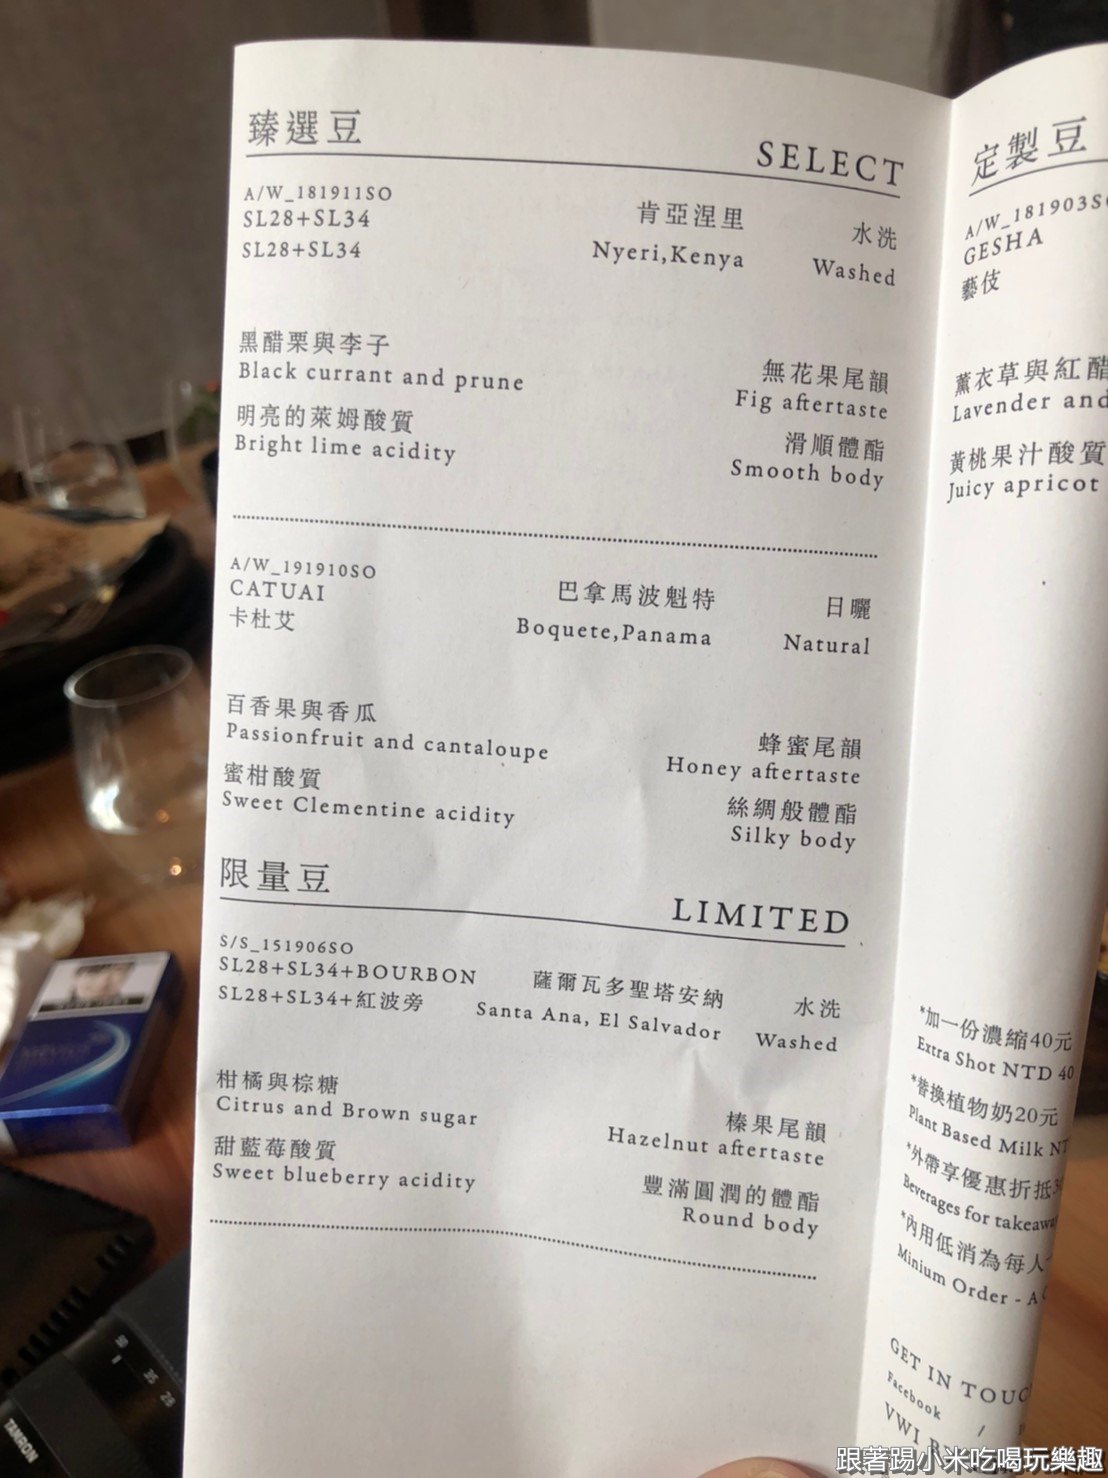 臻選豆
SELECT
A/W_181911SO
SL28+SL34
SL28+SL34
肯亞涅里
Nyeri,Kenya
水洗
Washed
黑醋栗與李子
Black currant and prune
明亮的萊姆酸質
Bright lime acidity
無花果尾韻
Fig aftertaste
滑順體酯
Smooth body
A/W_191910SO
CATUAI
卡杜艾
巴拿馬波魁特
Boquete,Panama
日曬
Natural
百香果與香瓜
Passionfruit and cantaloupe
蜜柑酸質
Sweet Clementine acidity
蜂蜜尾韻
Honey aftertaste
絲綢般體酯
Silky body
限量豆
LIMITED
S/S_151906SO
SL28+SL34+BOURBON
SL28+SL34+紅波旁
薩爾瓦多聖塔安納
Santa Ana, El Salvador
水洗
Washed
柑橘與棕糖
Citrus and Brown sugar
甜藍莓酸質
Sweet blueberry acidity
榛果尾韻
Hazelnut aftertaste
豐滿圓潤的體酯
Round body
定製豆
A/W_181903SO
GESHA
藝伎
薰衣草與紅醋
Lavender and
黃桃果汁酸質
Juicy apricot
*加一份濃縮40元
Extra Shot NTD 40
*替換植物奶20元
Plant Based Milk
*外帶享優惠折抵
Beverages for takeaway
*內用低消為每人
Minium Order - A
GET IN TOUC
Facebook /
VWI
TAMRON
50 35 28
跟著踢小米吃喝玩樂趣